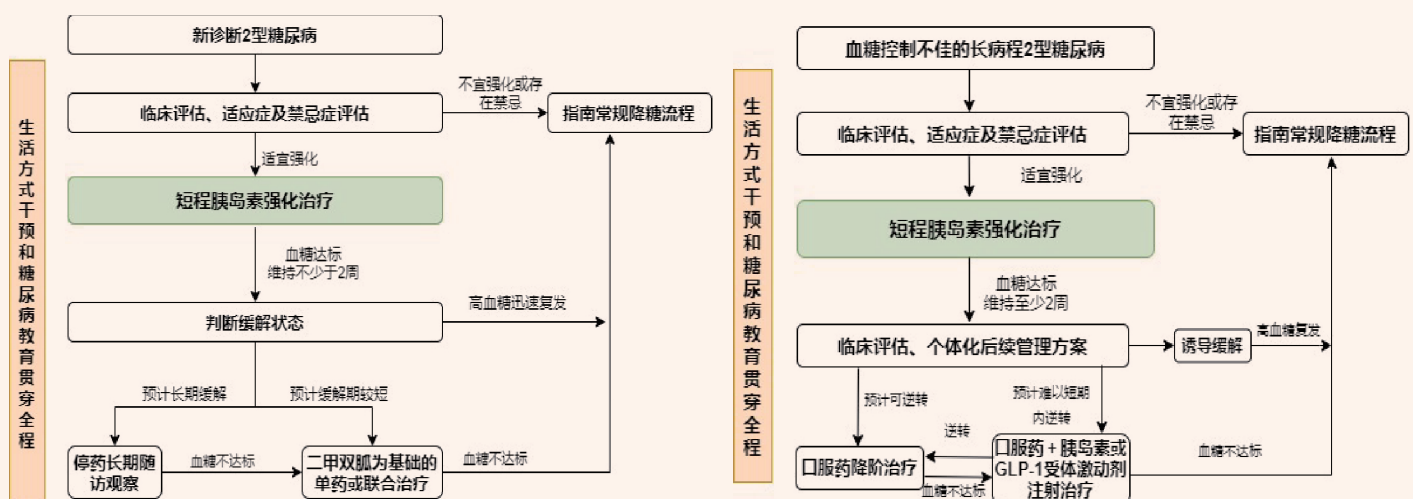 新诊断2型糖尿病
生活方式干预和糖尿病教育贯穿全程
临床评估、适应症及禁忌症评估
不宜强化或存
在禁忌
指南常规降糖流程
适宜强化
短程胰岛素强化治疗
血糖达标
维持不少于2周
判断缓解状态
高血糖迅速复发
预计长期缓解
预计缓解期较短
停药长期随
访观察
血糖不达标
二甲双胍为基础的
单药或联合治疗
血糖不达标
血糖控制不佳的长病程2型糖尿病
生活方式干预和糖尿病教育贯穿全程
临床评估、适应症及禁忌症评估
不宜强化或存
在禁忌
指南常规降糖流程
适宜强化
短程胰岛素强化治疗
血糖达标
维持至少2周
临床评估、个体化后续管理方案
诱导缓解
高血糖复发
预计可逆转
预计难以短期
内逆转
逆转
口服药降阶治疗
血糖不达标
口服药+胰岛素或
GLP-1受体激动剂
注射治疗
血糖不达标